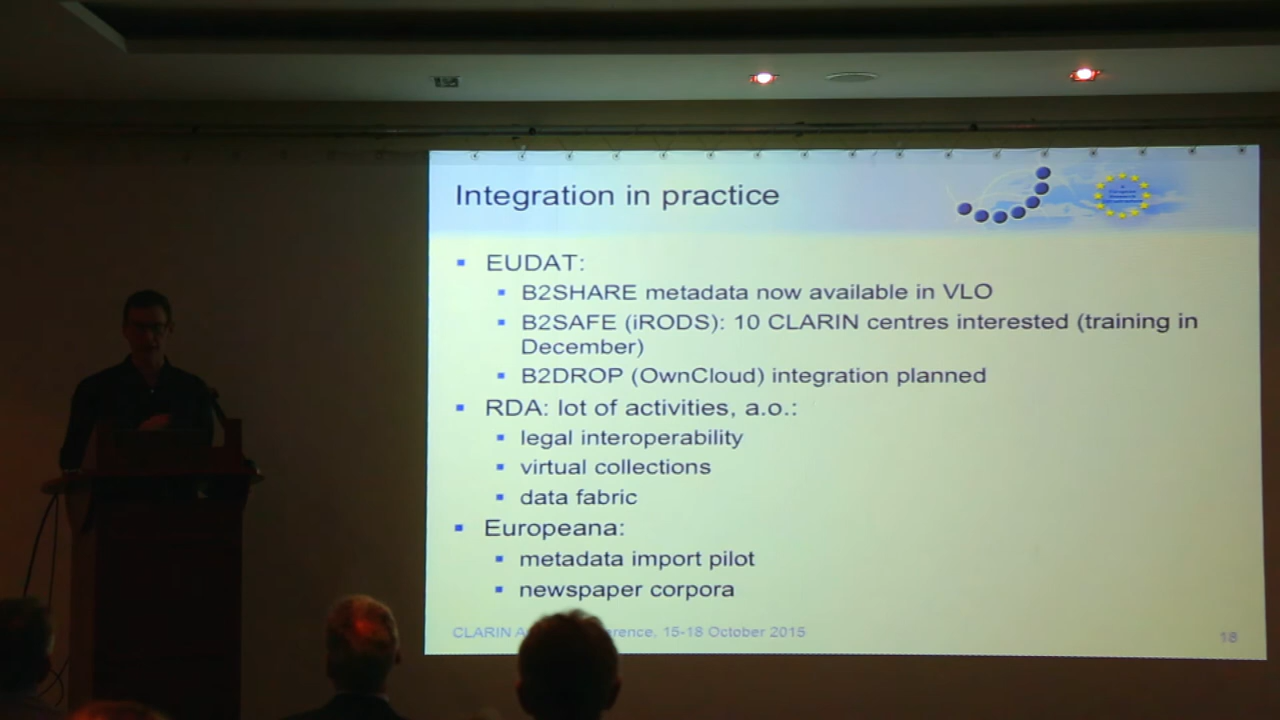 Integration in practice
EUDAT:
B2SHARE metadata now available in VLO
B2SAFE (iRODS): 10 CLARIN centres interested (training in
December)
B2DROP (OwnCloud) integration planned
RDA: lot of activities, a.o.:
legal interoperability
virtual collections
data fabric
Europeana:
metadata import pilot
newspaper corpora
CLARIN 15-18 October 2015
18